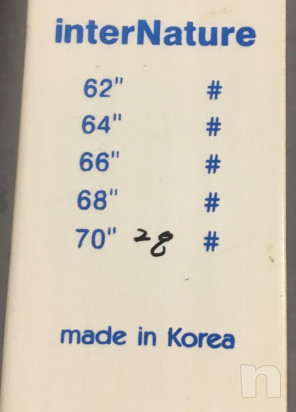 interNature
62" #
64" #
66" #
68" #
70" 28 #
made in Korea
n